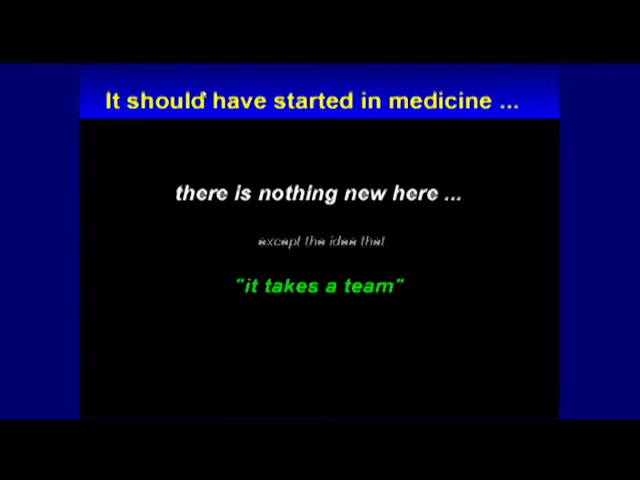 It should have started in medicine ...
there is nothing new here ...
except the idea that
"it takes a team"